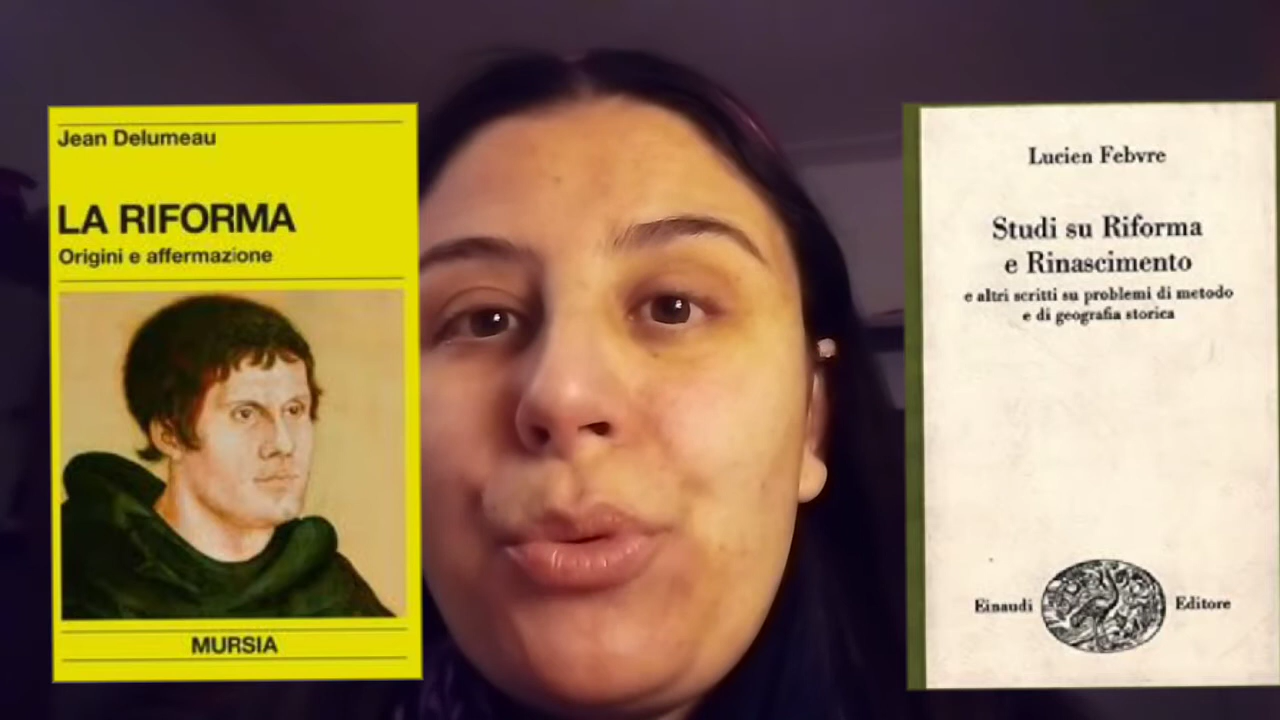 Jean Delumeau
LA RIFORMA
Origini e affermazione
MURSIA
Lucien Febvre
Studi su Riforma
e Rinascimento
e altri scritti su problemi di metodo
e di geografia storica
Einaudi Editore